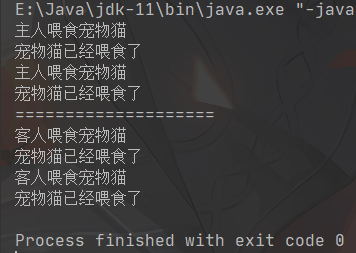 E:\Java\jdk-11\bin\java.exe "-java
主人喂食宠物猫
宠物猫已经喂食了
主人喂食宠物猫
宠物猫已经喂食了
====================
客人喂食宠物猫
宠物猫已经喂食了
客人喂食宠物猫
宠物猫已经喂食了
Process finished with exit code 0